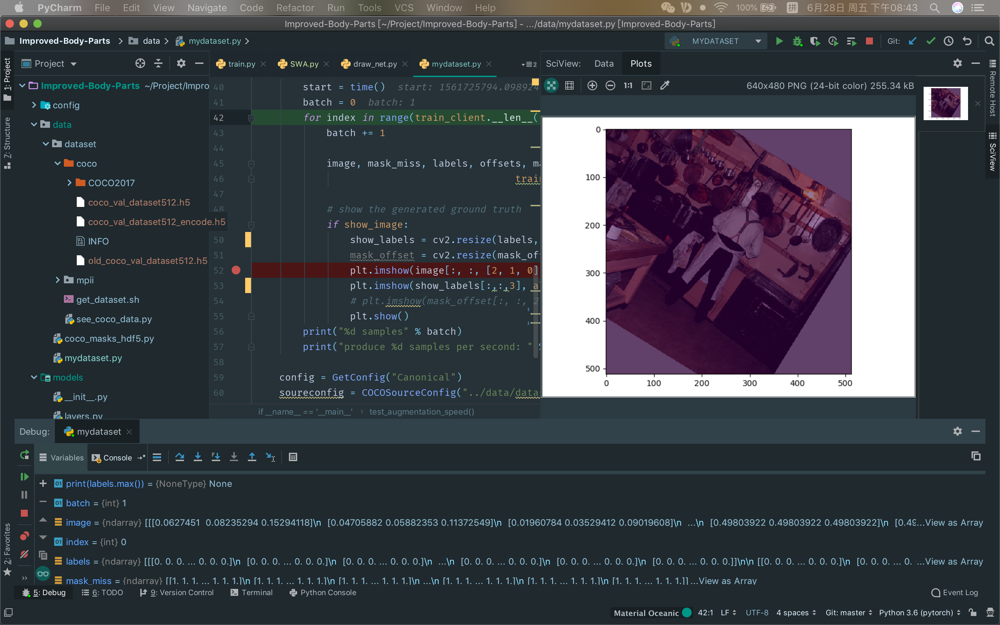 PyCharm File Edit View Navigate Code Refactor Run Tools VCS Window Help 100% 拼 6月28日 周五 下午08:43
Improved-Body-Parts [~/Project/Improved-Body-Parts] - .../data/mydataset.py [Improved-Body-Parts]
Improved-Body-Parts data mydataset.py MYDATASET Git:
1: Project
7: Structure
2: Favorites
Project
Improved-Body-Parts ~/Project/Impro
config
data
dataset
coco
COCO2017
coco_val_dataset512.h5
coco_val_dataset512_encode.h5
INFO
old_coco_val_dataset512.h5
mpii
get_dataset.sh
see_coco_data.py
coco_masks_hdf5.py
mydataset.py
models
__init__.py
layers.py
train.py SWA.py draw_net.py mydataset.py 2
40 start = time() start: 1561725794.098924
41 batch = 0 batch: 1
42 for index in range(train_client.__len__(
43 batch += 1
44
45 image, mask_miss, labels, offsets, ma
46 train
47
48 # show the generated ground truth
if show_image:
50 show_labels = cv2.resize(labels,
51 mask_offset = cv2.resize(mask_of
52 plt.imshow(image[:, :, [2, 1, 0]
53 plt.imshow(show_labels[:,:,3], a
54 # plt.imshow(mask_offset[:, :, 2
55 plt.show()
56 print("%d samples" % batch)
57 print("produce %d samples per second: " %
58
59 config = GetConfig("Canonical")
60 soureconfig = COCOSourceConfig("../data/data
if __name__ == '__main__' › test_augmentation_speed()
SciView: Data Plots
1:1 640x480 PNG (24-bit color) 255.34 kB
0
100
200
300
400
500
0 100 200 300 400 500
Remote Host
SciView
Debug: mydataset
Variables Console
print(labels.max()) = {NoneType} None
batch = {int} 1
image = {ndarray} [[[0.0627451 0.08235294 0.15294118]\n [0.04705882 0.05882353 0.11372549]\n [0.01960784 0.03529412 0.09019608]\n ...\n [0.49803922 0.49803922 0.49803922]\n [0.49...View as Array
index = {int} 0
labels = {ndarray} [[[0. 0. 0. ... 0. 0. 0.]\n [0. 0. 0. ... 0. 0. 0.]\n [0. 0. 0. ... 0. 0. 0.]\n ...\n [0. 0. 0. ... 0. 0. 0.]\n [0. 0. 0. ... 0. 0. 0.]\n [0. 0. 0. ... 0. 0. 0.]]\n\n [[0. 0. 0. ... 0. 0. 0.]\n [0. 0. 0. ... 0. ...View as Array
mask_miss = {ndarray} [[1. 1. 1. ... 1. 1. 1.]\n [1. 1. 1. ... 1. 1. 1.]\n [1. 1. 1. ... 1. 1. 1.]\n ...\n [1. 1. 1. ... 1. 1. 1.]\n [1. 1. 1. ... 1. 1. 1.]\n [1. 1. 1. ... 1. 1. 1.]] ...View as Array
5: Debug 6: TODO 9: Version Control Terminal Python Console Event Log
Material Oceanic 42:1 LF UTF-8 4 spaces Git: master Python 3.6 (pytorch)